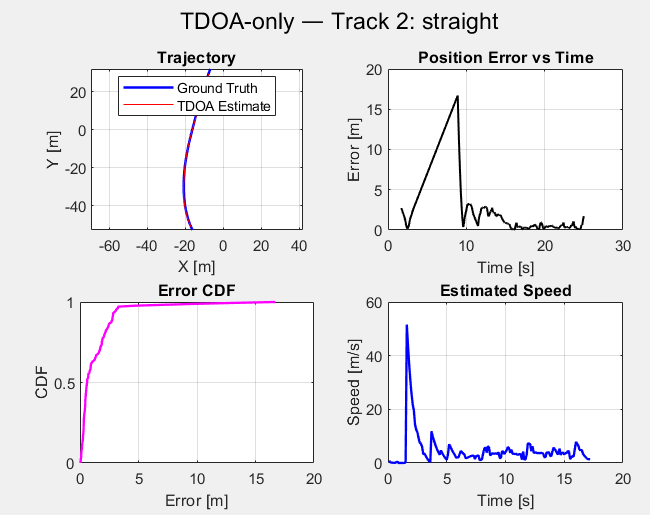 TDOA-only — Track 2: straight
Trajectory
Ground Truth
TDOA Estimate
20
0
-20
-40
Y [m]
-60 -40 -20 0 20 40
X [m]
Position Error vs Time
20
15
10
5
0
Error [m]
0 10 20 30
Time [s]
Error CDF
1
0.5
0
CDF
0 5 10 15 20
Error [m]
Estimated Speed
60
40
20
0
Speed [m/s]
0 5 10 15 20
Time [s]